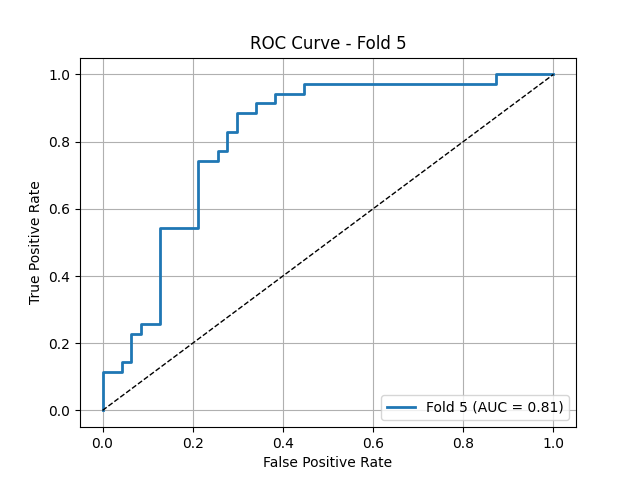 ROC Curve - Fold 5
1.0
0.8
0.6
0.4
0.2
0.0
True Positive Rate
Fold 5 (AUC = 0.81)
0.0 0.2 0.4 0.6 0.8 1.0
False Positive Rate